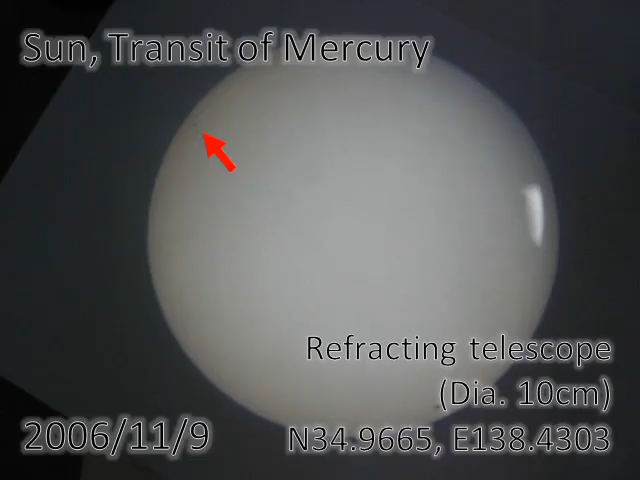 Sun, Transit of Mercury
Refracting telescope
(Dia. 10cm)
2006/11/9
N34.9665, E138.4303